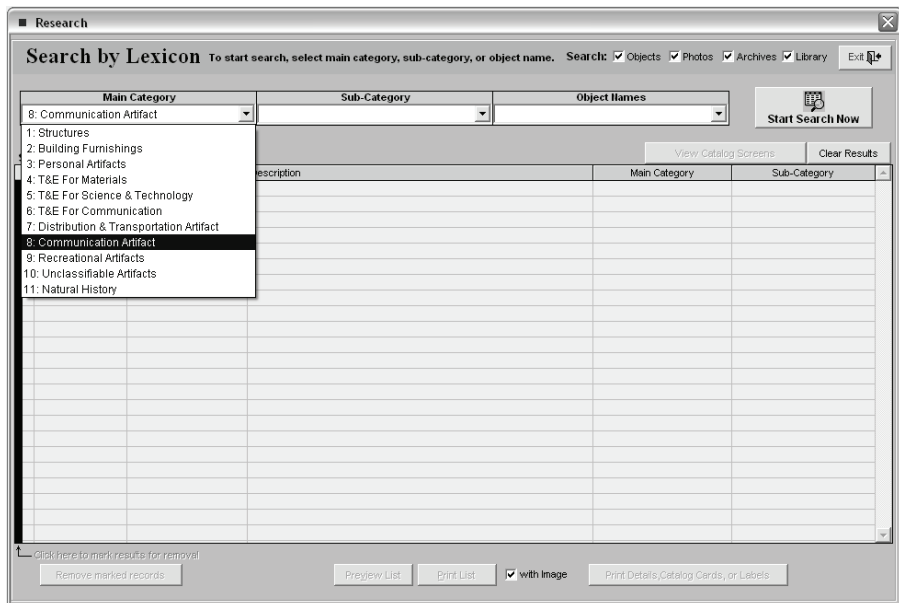 Research
Search by Lexicon To start search, select main category, sub-category, or object name. Search: Objects Photos Archives Library Exit
Main Category Sub-Category Object Names
8: Communication Artifact
Start Search Now
1: Structures
2: Building Furnishings
3: Personal Artifacts
4: T&E For Materials
5: T&E For Science & Technology
6: T&E For Communication
7: Distribution & Transportation Artifact
8: Communication Artifact
9: Recreational Artifacts
10: Unclassifiable Artifacts
11: Natural History
View Catalog Screens Clear Results
Main Category Sub-Category
Click here to mark results for removal
Remove marked records Preview List Print List with Image Print Details,Catalog Cards, or Labels